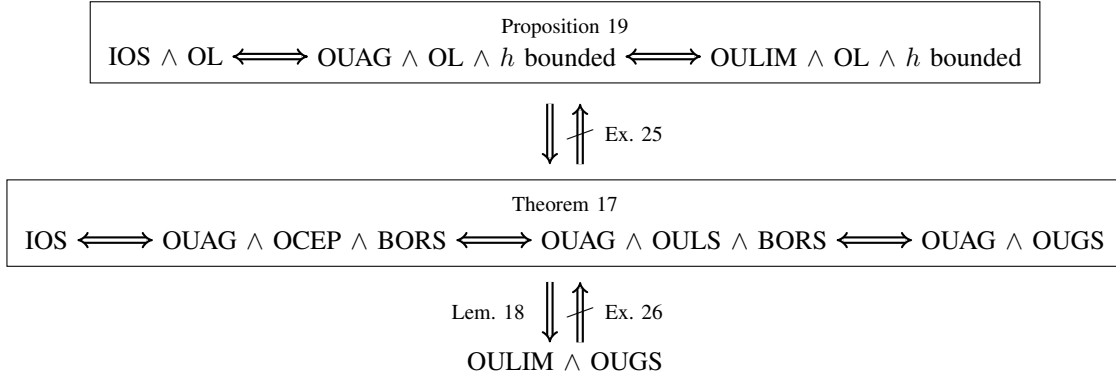 Proposition 19
IOS ∧ OL ⟺ OUAG ∧ OL ∧ h bounded ⟺ OULIM ∧ OL ∧ h bounded
Ex. 25
Theorem 17
IOS ⟺ OUAG ∧ OCEP ∧ BORS ⟺ OUAG ∧ OULS ∧ BORS ⟺ OUAG ∧ OUGS
Lem. 18 Ex. 26
OULIM ∧ OUGS